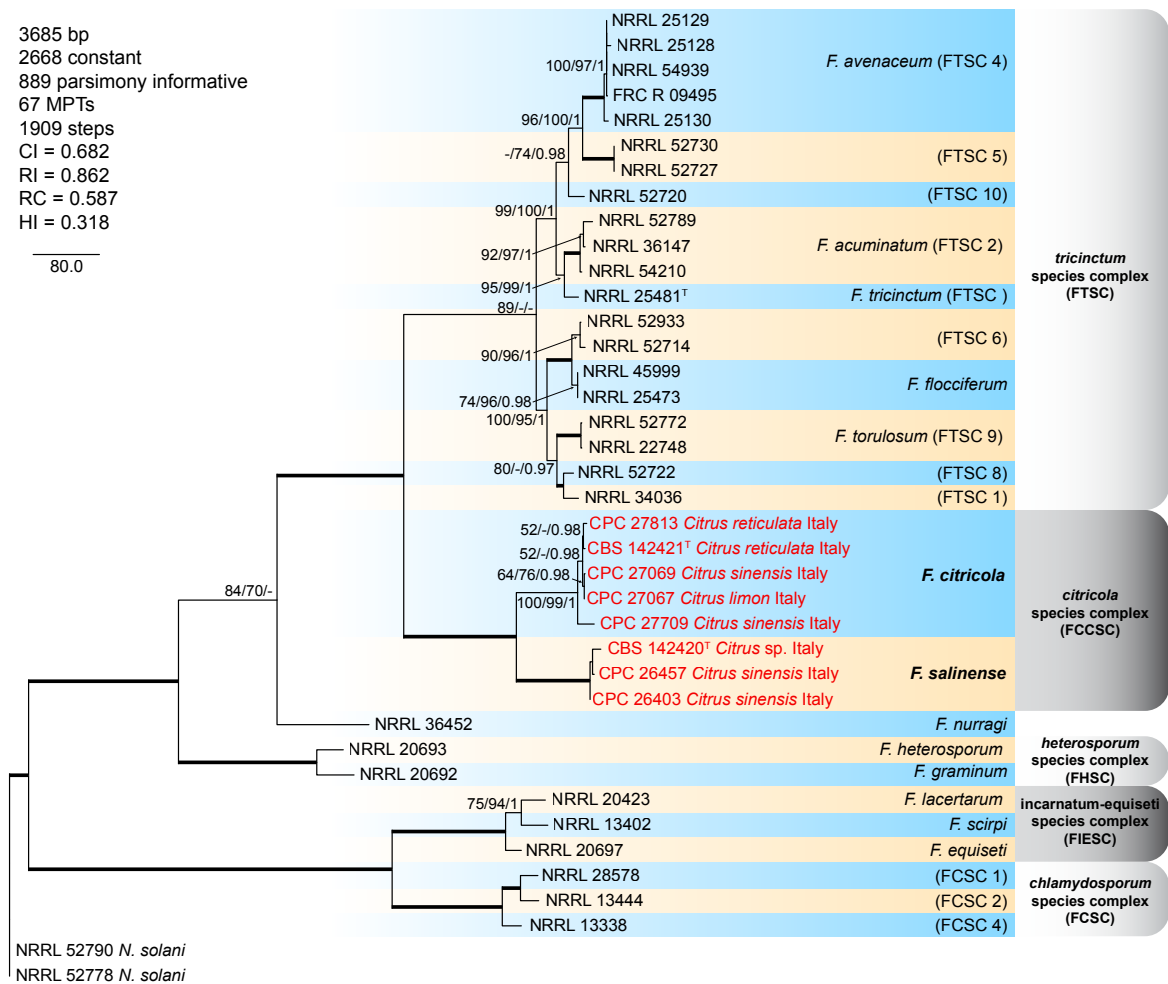 3685 bp
2668 constant
889 parsimony informative
67 MPTs
1909 steps
CI = 0.682
RI = 0.862
RC = 0.587
HI = 0.318
80.0
NRRL 25129
NRRL 25128
100/97/1
NRRL 54939
F. avenaceum (FTSC 4)
FRC R 09495
NRRL 25130
96/100/1
NRRL 52730
-/74/0.98
(FTSC 5)
NRRL 52727
NRRL 52720
(FTSC 10)
99/100/1
NRRL 52789
92/97/1
NRRL 36147
F. acuminatum (FTSC 2)
NRRL 54210
95/99/1
NRRL 25481ᵀ
F. tricinctum (FTSC )
89/-/-
tricinctum
species complex
(FTSC)
NRRL 52933
(FTSC 6)
90/96/1
NRRL 52714
NRRL 45999
F. flocciferum
74/96/0.98
NRRL 25473
100/95/1
NRRL 52772
F. torulosum (FTSC 9)
NRRL 22748
80/-/0.97
NRRL 52722
(FTSC 8)
NRRL 34036
(FTSC 1)
52/-/0.98
CPC 27813 Citrus reticulata Italy
52/-/0.98
CBS 142421ᵀ Citrus reticulata Italy
64/76/0.98
CPC 27069 Citrus sinensis Italy
F. citricola
100/99/1
CPC 27067 Citrus limon Italy
CPC 27709 Citrus sinensis Italy
citricola
species complex
(FCCSC)
84/70/-
CBS 142420ᵀ Citrus sp. Italy
CPC 26457 Citrus sinensis Italy
F. salinense
CPC 26403 Citrus sinensis Italy
NRRL 36452
F. nurragi
NRRL 20693
F. heterosporum
NRRL 20692
F. graminum
heterosporum
species complex
(FHSC)
75/94/1
NRRL 20423
F. lacertarum
NRRL 13402
F. scirpi
NRRL 20697
F. equiseti
incarnatum-equiseti
species complex
(FIESC)
NRRL 28578
(FCSC 1)
NRRL 13444
(FCSC 2)
NRRL 13338
(FCSC 4)
chlamydosporum
species complex
(FCSC)
NRRL 52790 N. solani
NRRL 52778 N. solani